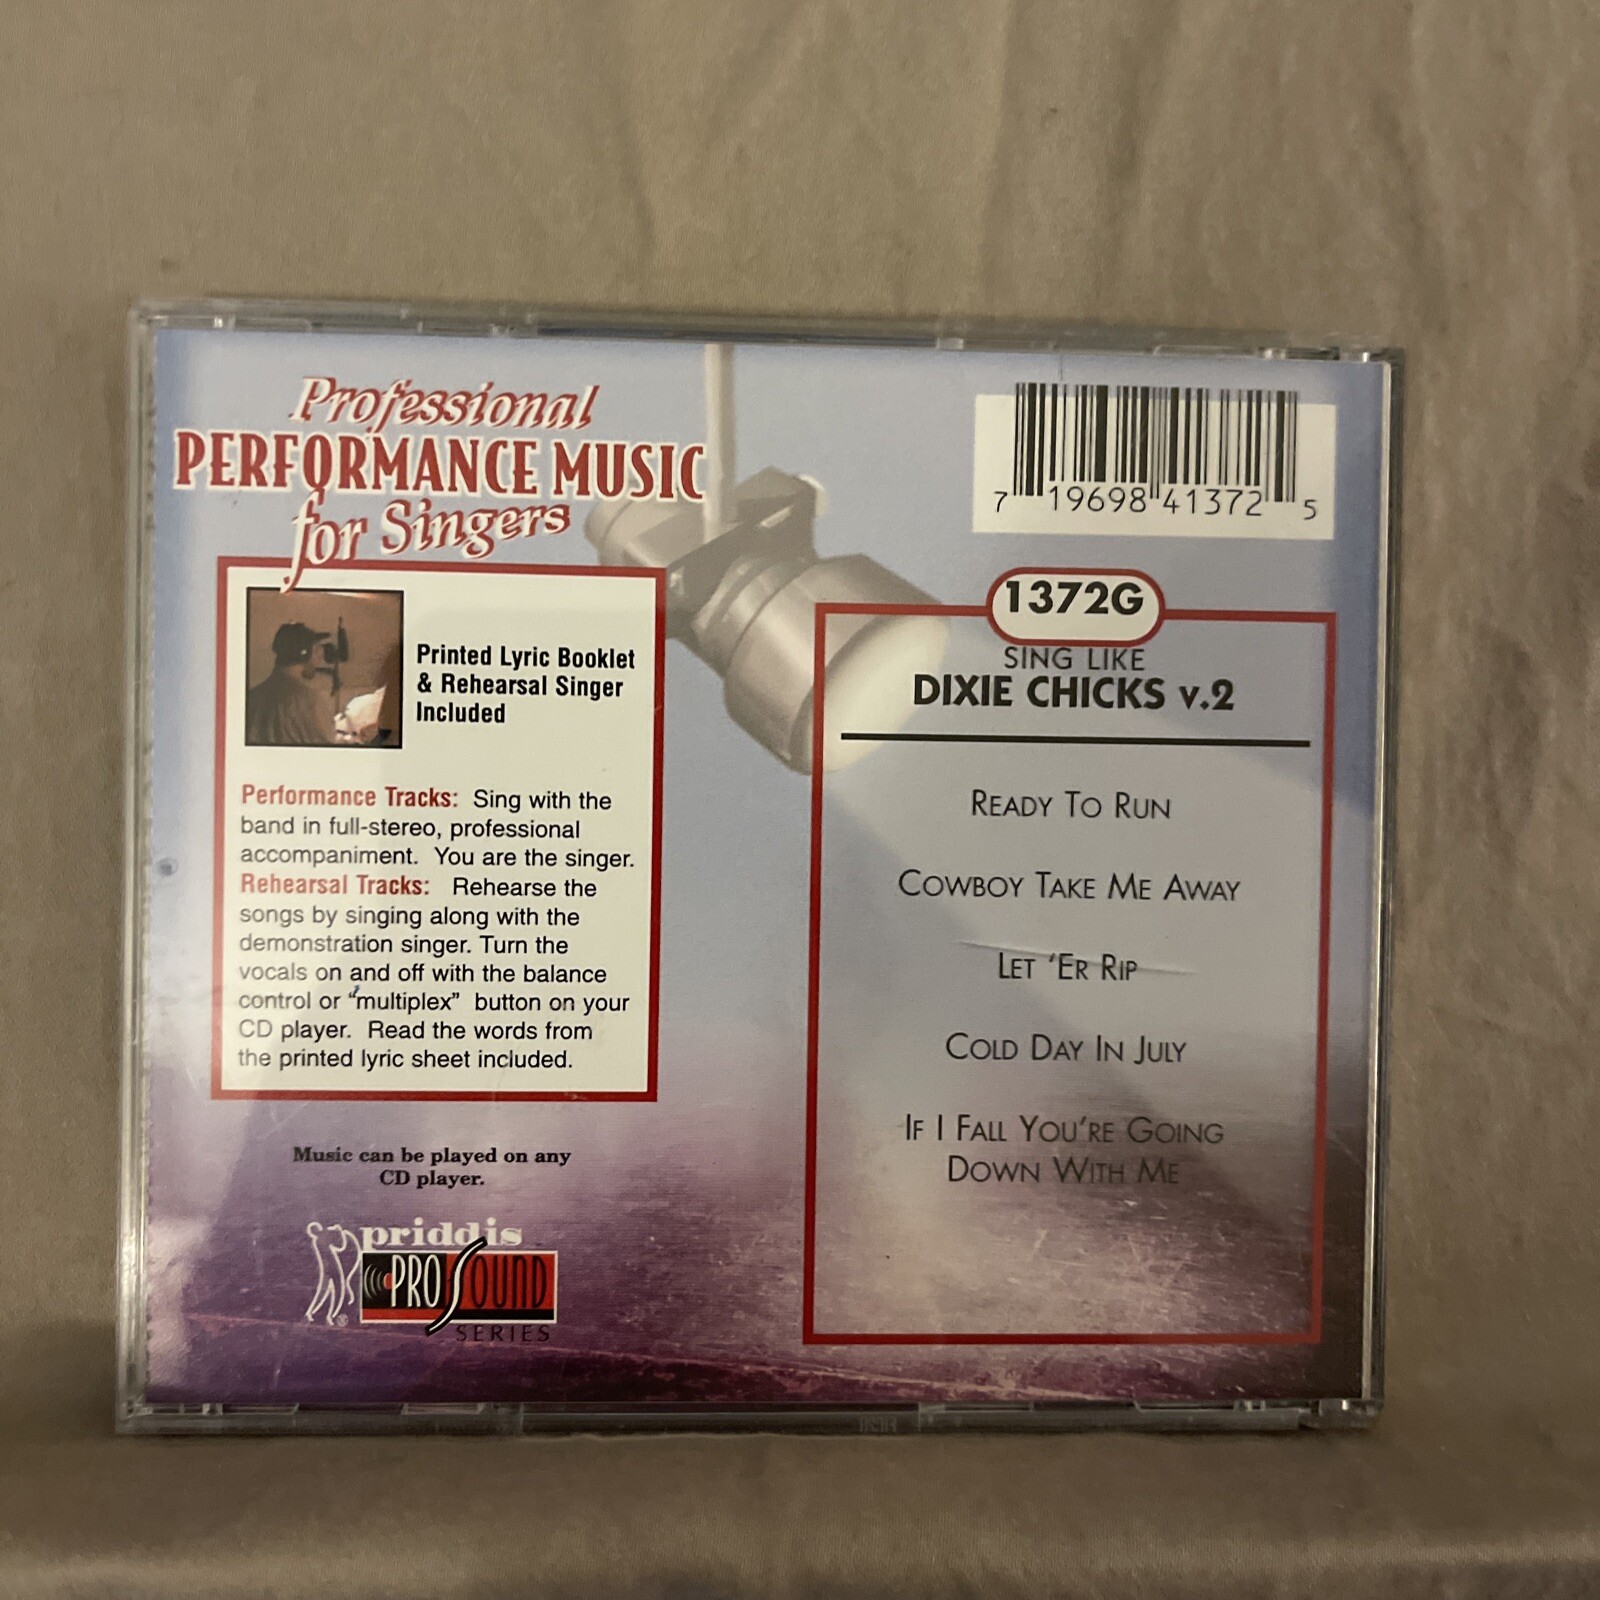 Professional
PERFORMANCE MUSIC
for Singers
Printed Lyric Booklet
& Rehearsal Singer
Included
Performance Tracks: Sing with the
band in full-stereo, professional
accompaniment. You are the singer.
Rehearsal Tracks: Rehearse the
songs by singing along with the
demonstration singer. Turn the
vocals on and off with the balance
control or "multiplex" button on your
CD player. Read the words from
the printed lyric sheet included.
Music can be played on any
CD player.
priddis
PRO SOUND
SERIES
7 19698 41372 5
1372G
SING LIKE
DIXIE CHICKS v.2
READY TO RUN
COWBOY TAKE ME AWAY
LET 'ER RIP
COLD DAY IN JULY
IF I FALL YOU'RE GOING
DOWN WITH ME